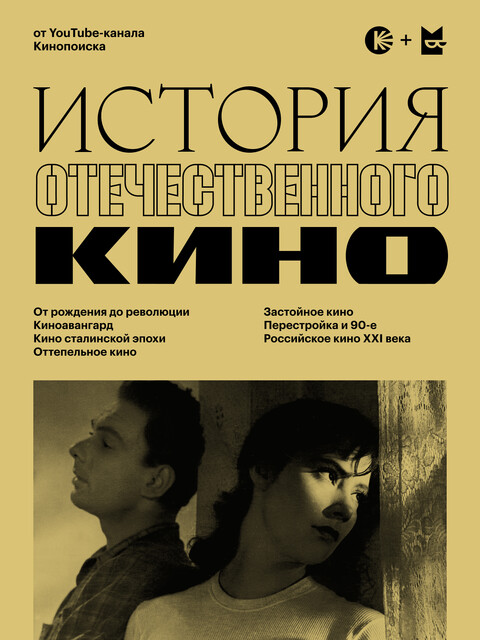 от YouTube-канала
Кинопоиска
+
ИСТОРИЯ
ОТЕЧЕСТВЕННОГО
КИНО
От рождения до революции
Киноавангард
Кино сталинской эпохи
Оттепельное кино
Застойное кино
Перестройка и 90-е
Российское кино XXI века